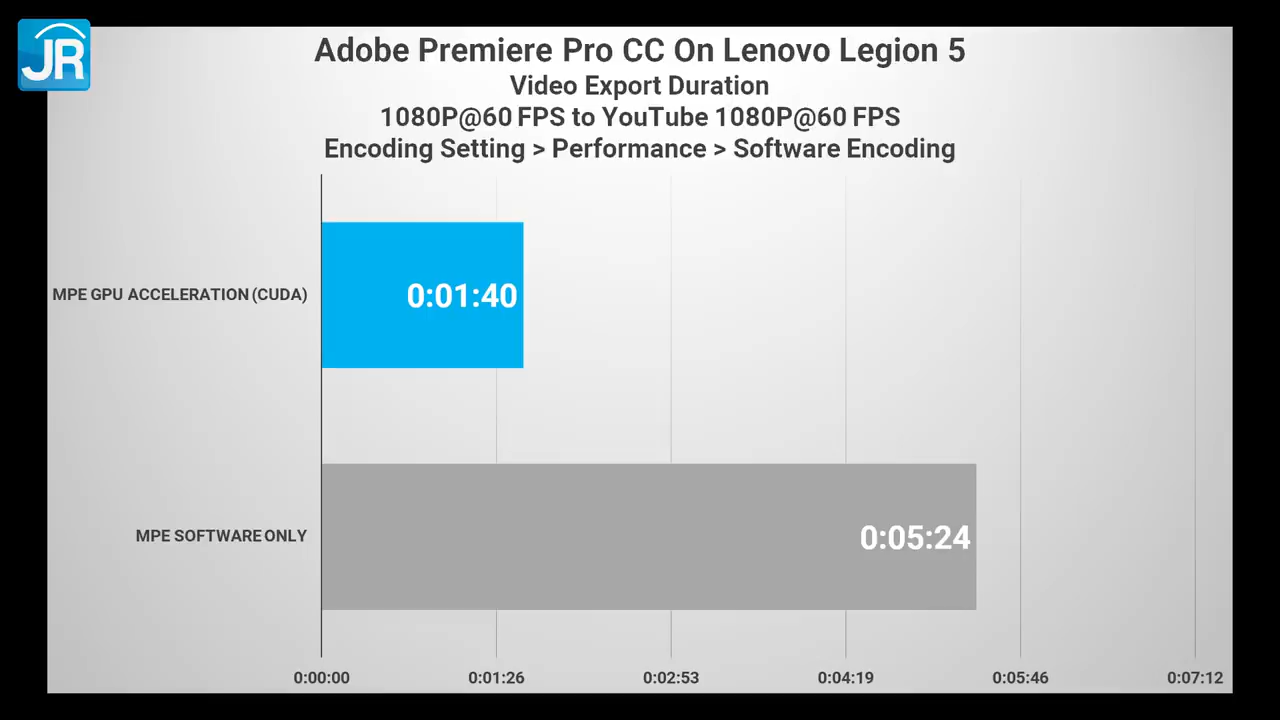 JR
Adobe Premiere Pro CC On Lenovo Legion 5
Video Export Duration
1080P@60 FPS to YouTube 1080P@60 FPS
Encoding Setting > Performance > Software Encoding
MPE GPU ACCELERATION (CUDA)
0:01:40
MPE SOFTWARE ONLY
0:05:24
0:00:00 0:01:26 0:02:53 0:04:19 0:05:46 0:07:12